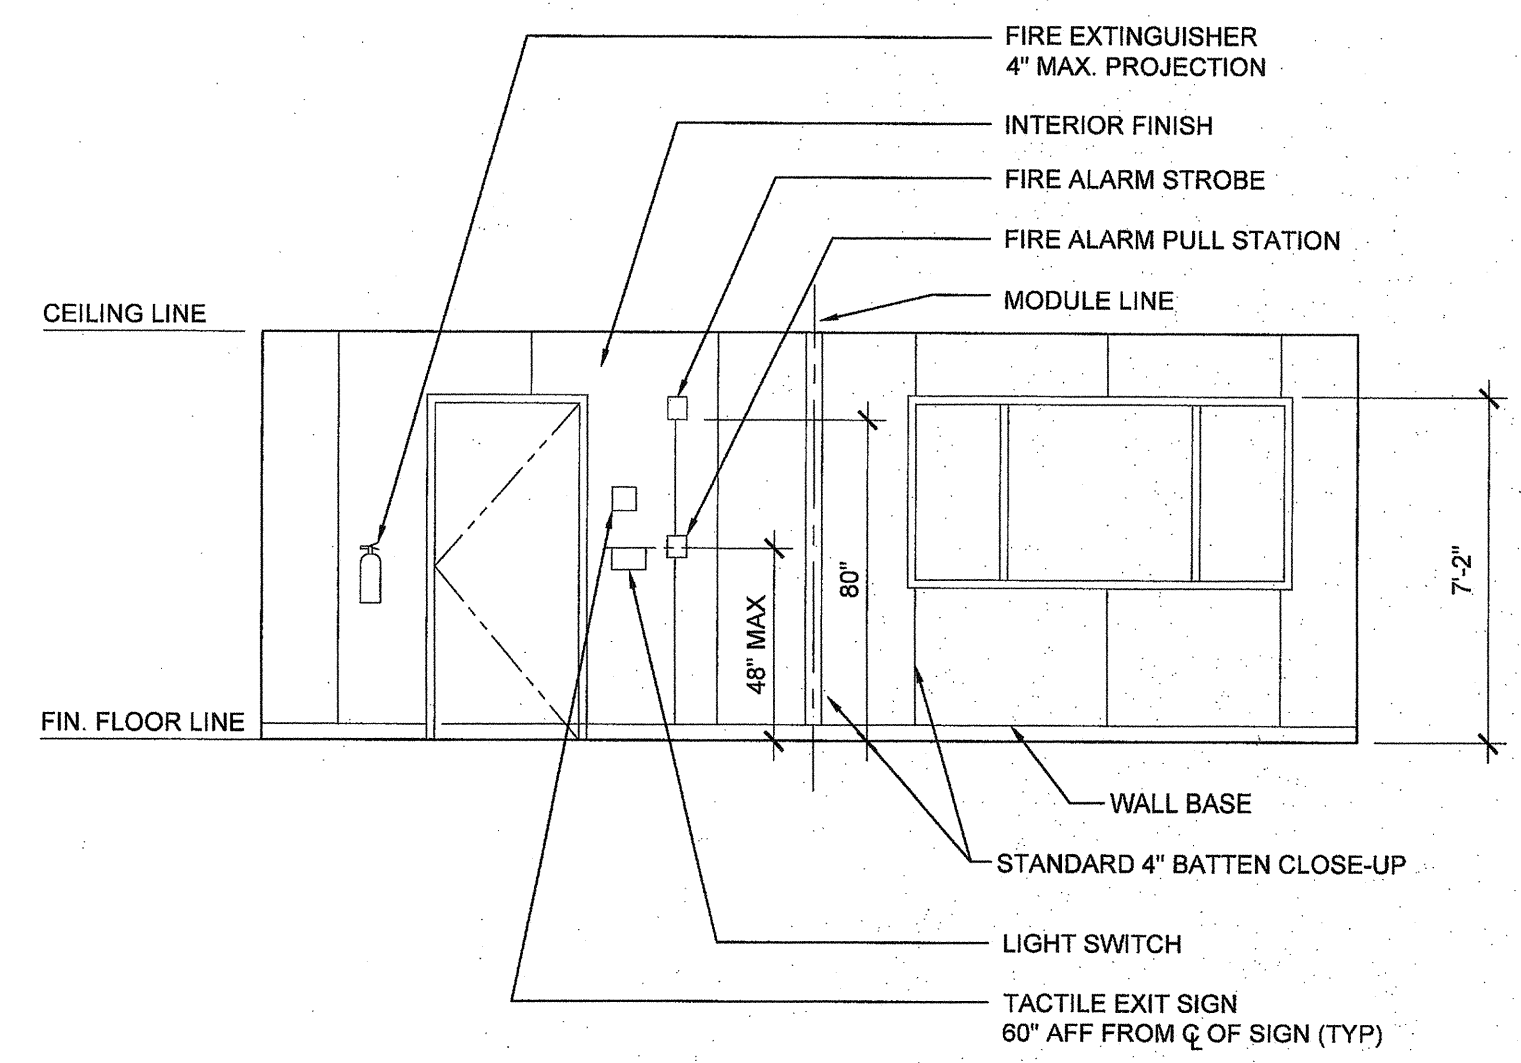 FIRE EXTINGUISHER
4" MAX. PROJECTION
INTERIOR FINISH
FIRE ALARM STROBE
FIRE ALARM PULL STATION
MODULE LINE
CEILING LINE
80"
7'-2"
48" MAX
FIN. FLOOR LINE
WALL BASE
STANDARD 4" BATTEN CLOSE-UP
LIGHT SWITCH
TACTILE EXIT SIGN
60" AFF FROM ℄ OF SIGN (TYP)